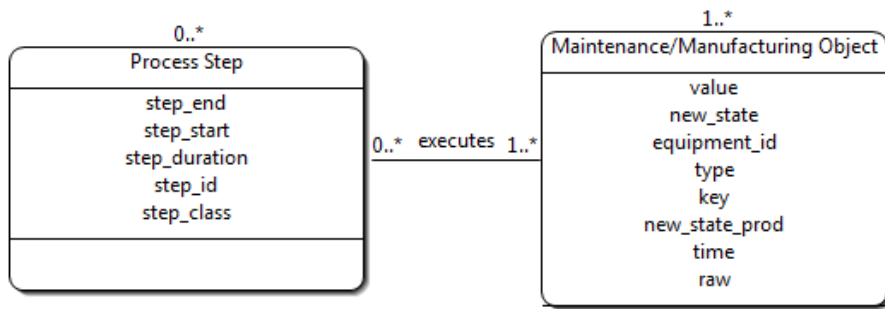 0..*
Process Step
step_end
step_start
step_duration
step_id
step_class
0..* executes 1..*
1..*
Maintenance/Manufacturing Object
value
new_state
equipment_id
type
key
new_state_prod
time
raw